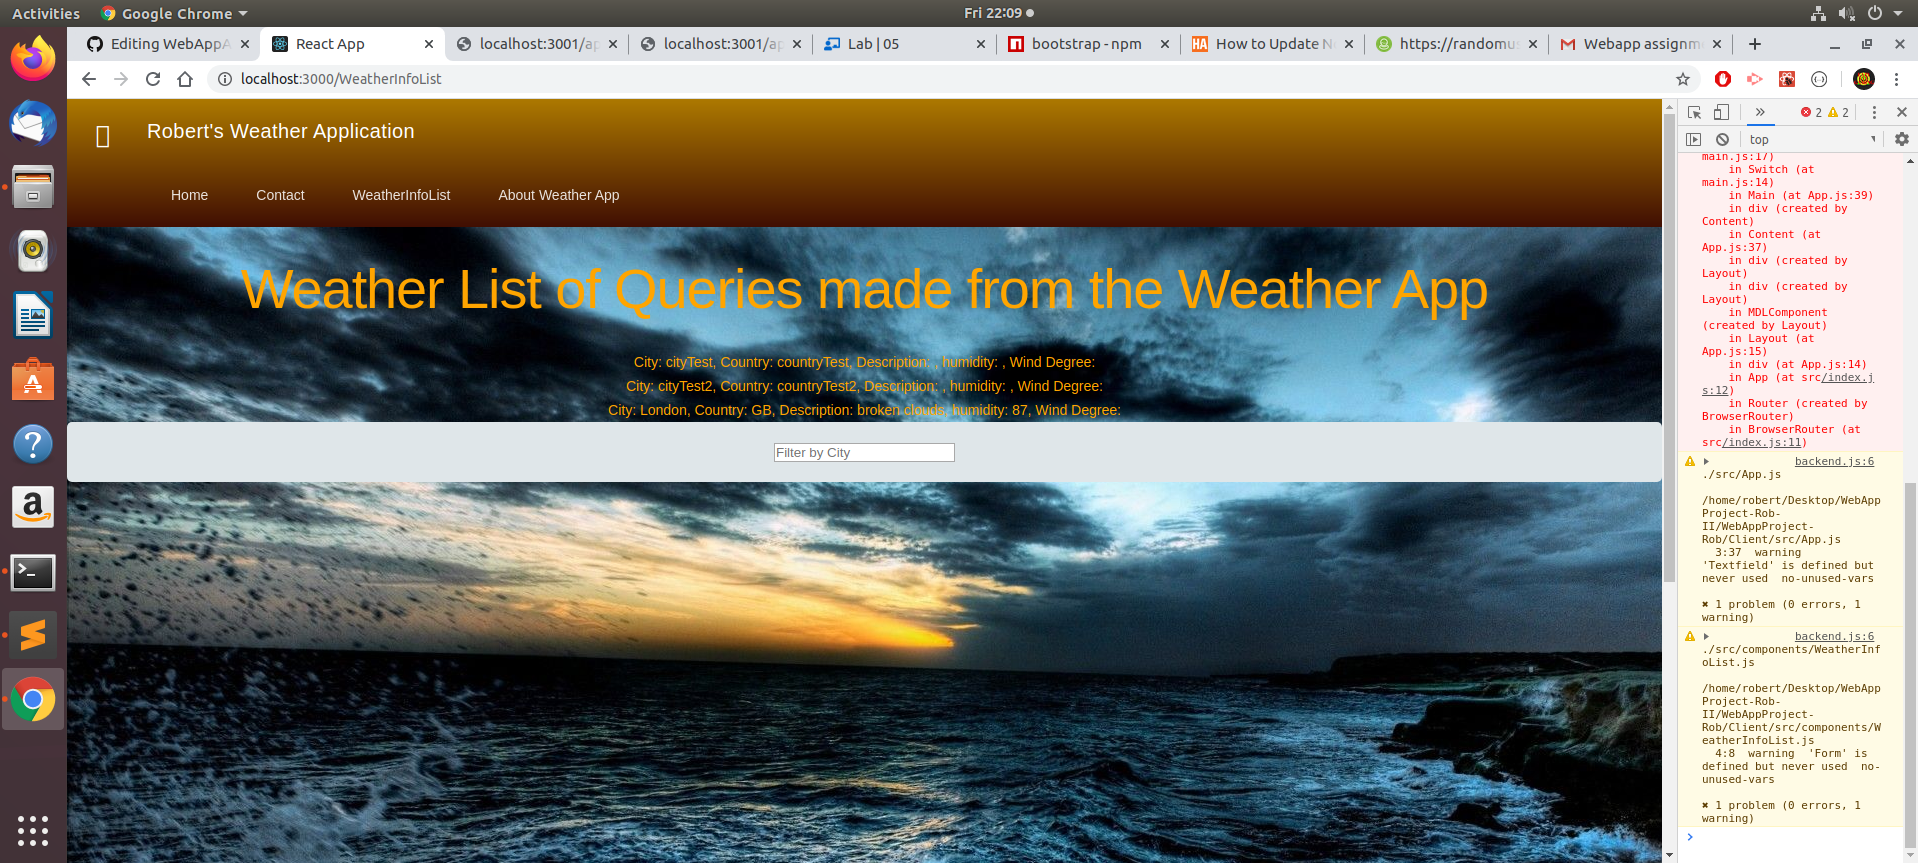 Activities
Google Chrome
Fri 22:09
Editing WebAppA
React App
localhost:3001/ap
localhost:3001/ap
Lab | 05
bootstrap - npm
How to Update N
https://randomus
Webapp assignm
localhost:3000/WeatherInfoList
Robert's Weather Application
Home
Contact
WeatherInfoList
About Weather App
Weather List of Queries made from the Weather App
City: cityTest, Country: countryTest, Description: , humidity: , Wind Degree:
City: cityTest2, Country: countryTest2, Description: , humidity: , Wind Degree:
City: London, Country: GB, Description: broken clouds, humidity: 87, Wind Degree:
Filter by City
2 2
top
main.js:17)
in Switch (at
main.js:14)
in Main (at App.js:39)
in div (created by
Content)
in Content (at
App.js:37)
in div (created by
Layout)
in div (created by
Layout)
in MDLComponent
(created by Layout)
in Layout (at
App.js:15)
in div (at App.js:14)
in App (at src/index.j
s:12)
in Router (created by
BrowserRouter)
in BrowserRouter (at
src/index.js:11)
backend.js:6
./src/App.js
/home/robert/Desktop/WebApp
Project-Rob-
II/WebAppProject-
Rob/Client/src/App.js
3:37 warning
'Textfield' is defined but
never used no-unused-vars
✖ 1 problem (0 errors, 1
warning)
backend.js:6
./src/components/WeatherInf
oList.js
/home/robert/Desktop/WebApp
Project-Rob-
II/WebAppProject-
Rob/Client/src/components/W
eatherInfoList.js
4:8 warning 'Form' is
defined but never used no-
unused-vars
✖ 1 problem (0 errors, 1
warning)